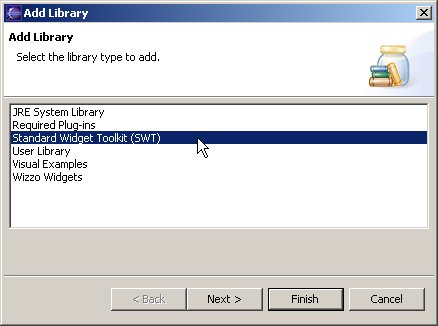 Add Library
Add Library
Select the library type to add.
JRE System Library
Required Plug-ins
Standard Widget Toolkit (SWT)
User Library
Visual Examples
Wizzo Widgets
< Back Next > Finish Cancel